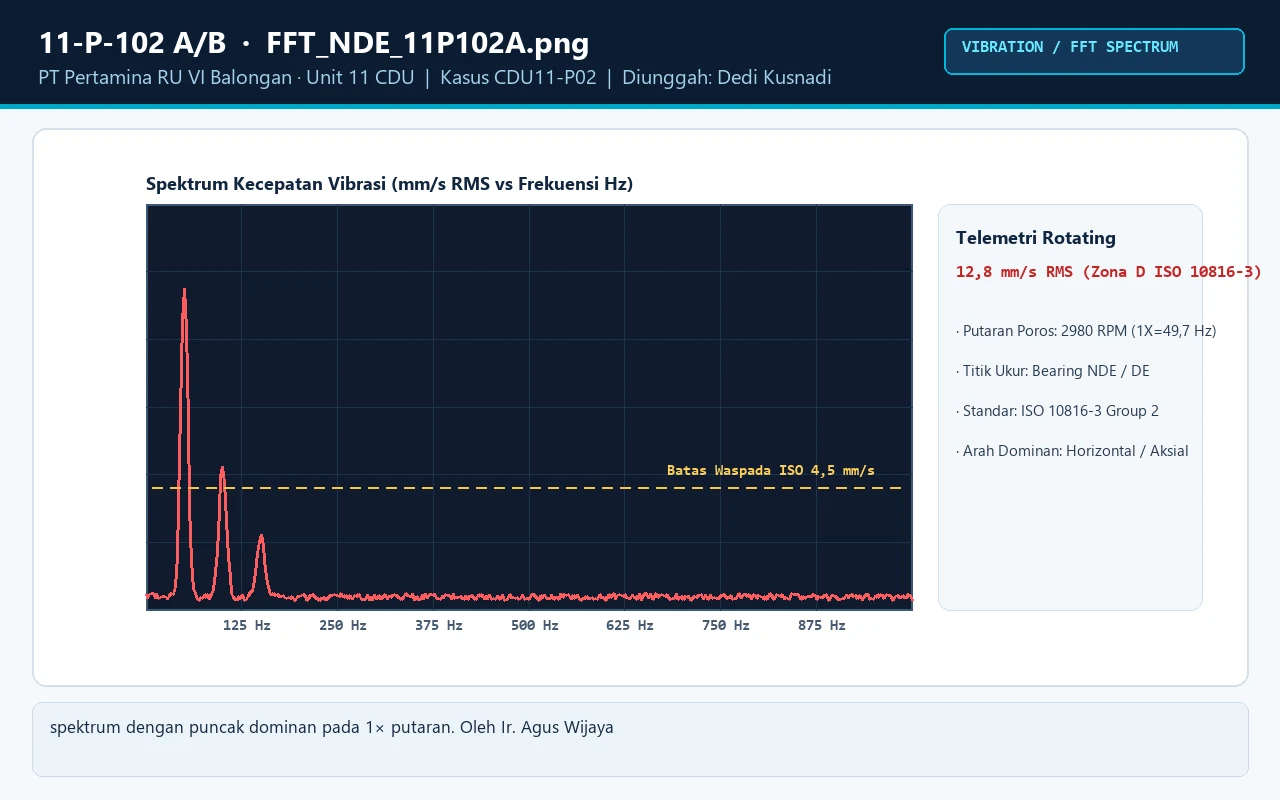 11-P-102 A/B · FFT_NDE_11P102A.png
VIBRATION / FFT SPECTRUM
PT Pertamina RU VI Balongan · Unit 11 CDU | Kasus CDU11-P02 | Diunggah: Dedi Kusnadi
Spektrum Kecepatan Vibrasi (mm/s RMS vs Frekuensi Hz)
Batas Waspada ISO 4,5 mm/s
125 Hz 250 Hz 375 Hz 500 Hz 625 Hz 750 Hz 875 Hz
Telemetri Rotating
12,8 mm/s RMS (Zona D ISO 10816-3)
· Putaran Poros: 2980 RPM (1X=49,7 Hz)
· Titik Ukur: Bearing NDE / DE
· Standar: ISO 10816-3 Group 2
· Arah Dominan: Horizontal / Aksial
spektrum dengan puncak dominan pada 1× putaran. Oleh Ir. Agus Wijaya